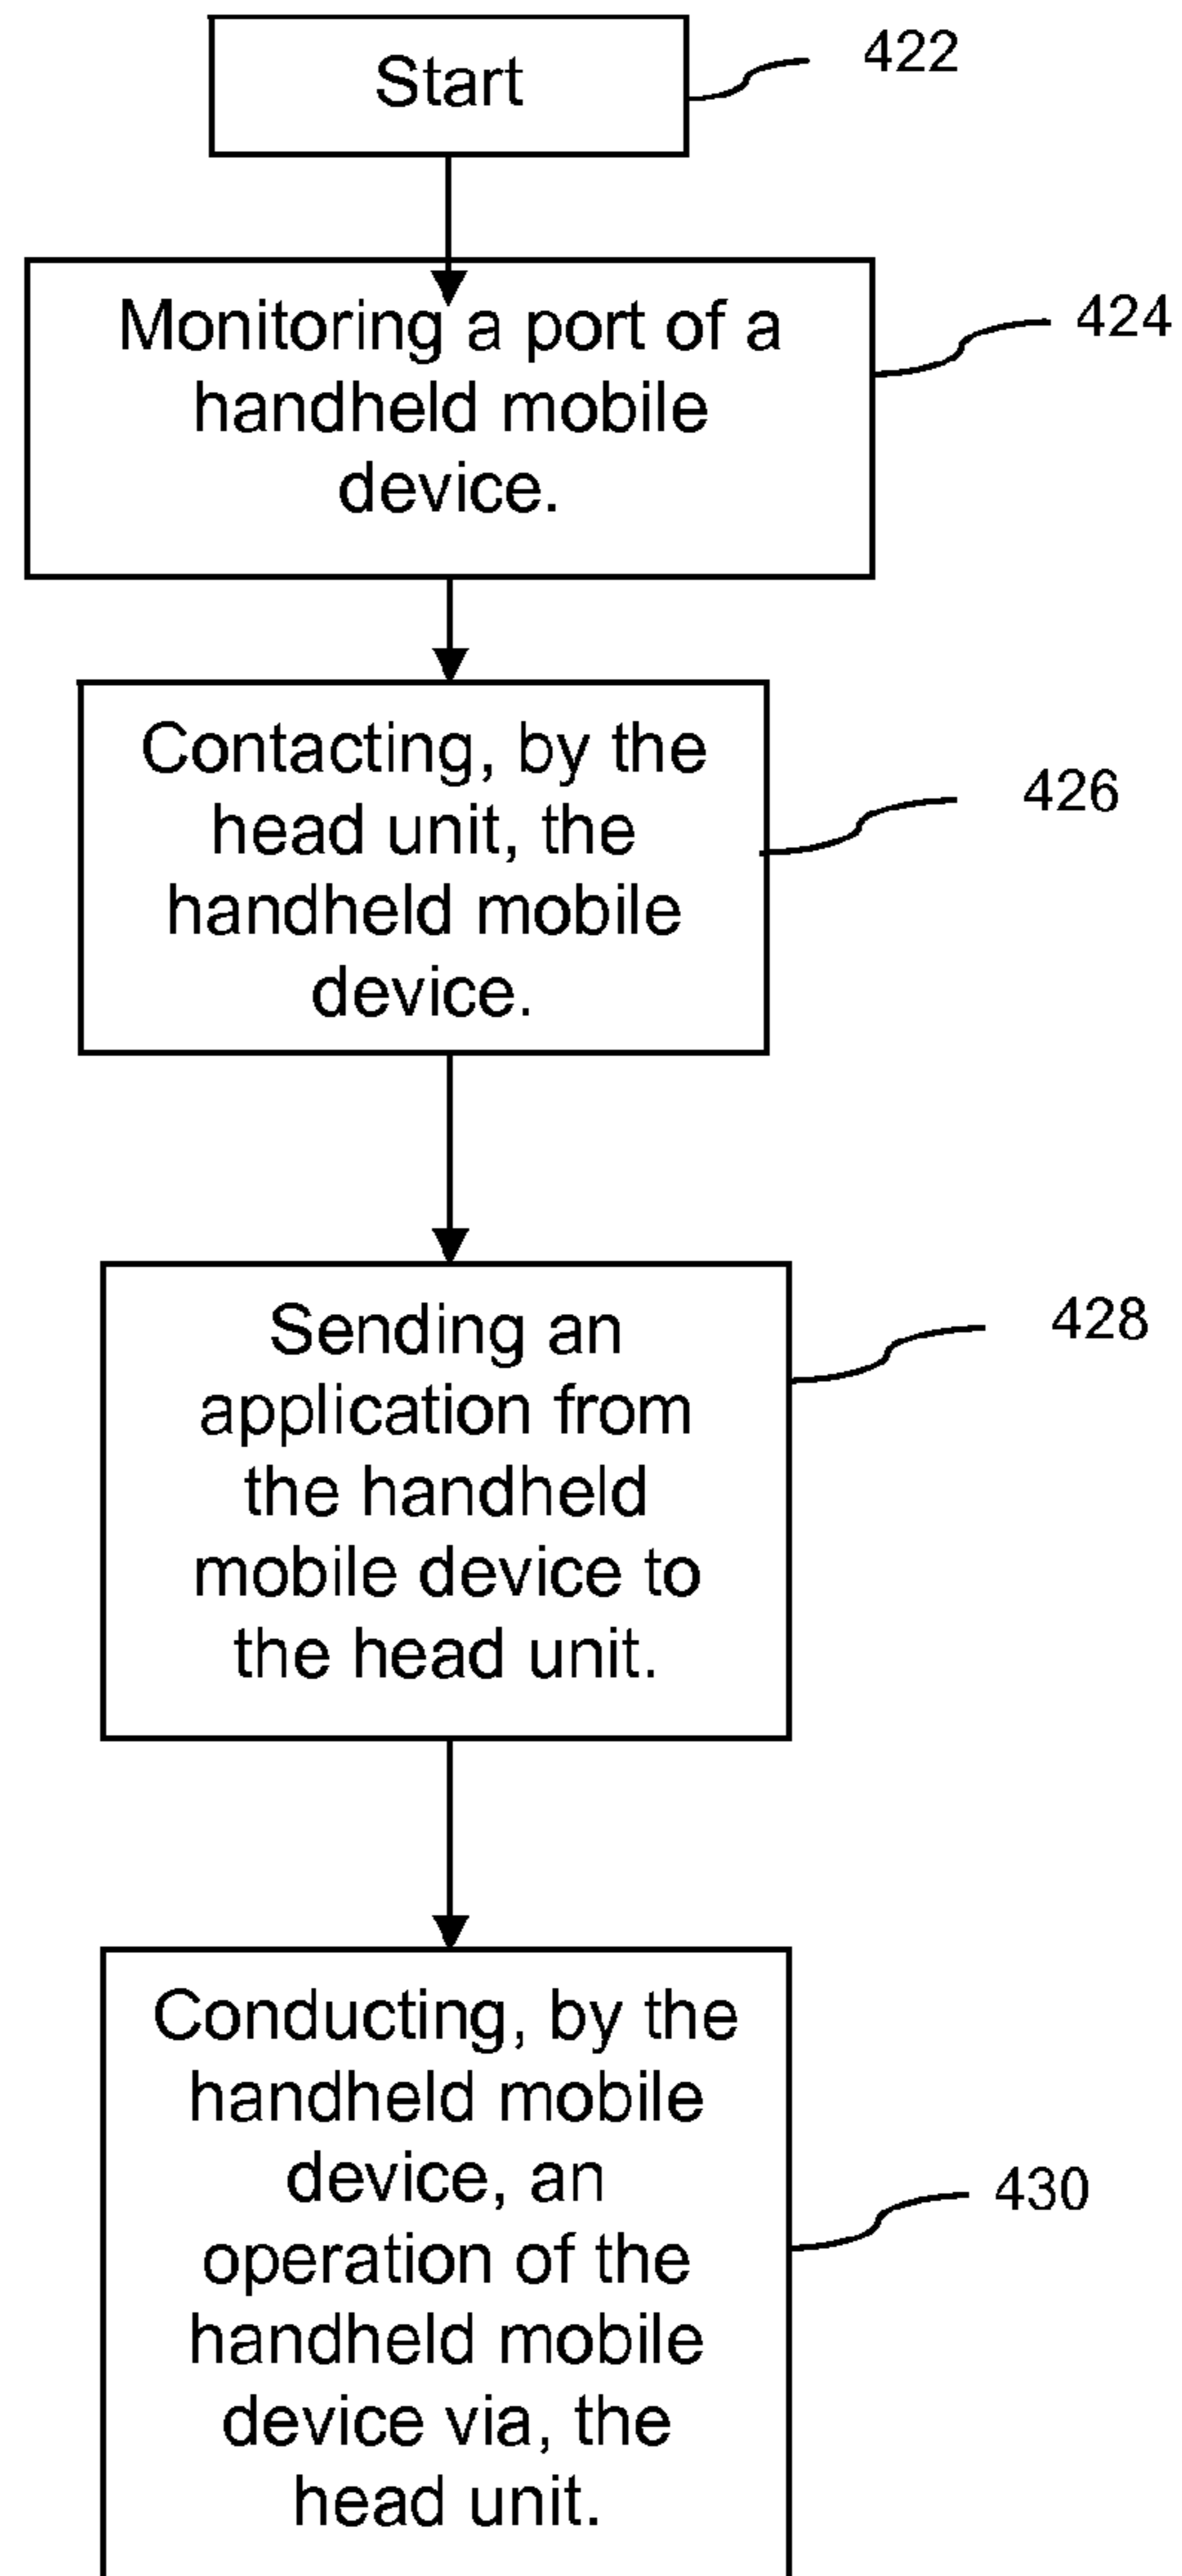 Start
422
Monitoring a port of a
handheld mobile
device.
424
Contacting, by the
head unit, the
handheld mobile
device.
426
Sending an
application from
the handheld
mobile device to
the head unit.
428
Conducting, by the
handheld mobile
device, an
operation of the
handheld mobile
device via, the
head unit.
430